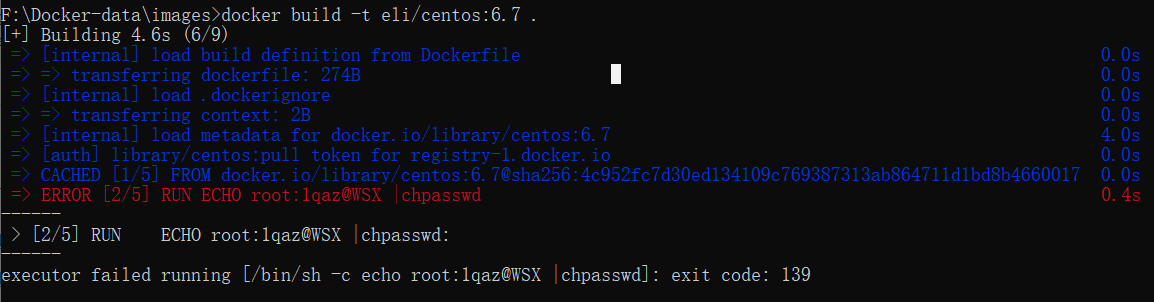 F:\Docker-data\images>docker build -t eli/centos:6.7 .
[+] Building 4.6s (6/9)
=> [internal] load build definition from Dockerfile 0.0s
=> => transferring dockerfile: 274B 0.0s
=> [internal] load .dockerignore 0.0s
=> => transferring context: 2B 0.0s
=> [internal] load metadata for docker.io/library/centos:6.7 4.0s
=> [auth] library/centos:pull token for registry-1.docker.io 0.0s
=> CACHED [1/5] FROM docker.io/library/centos:6.7@sha256:4c952fc7d30ed134109c769387313ab864711d1bd8b4660017 0.0s
=> ERROR [2/5] RUN ECHO root:1qaz@WSX |chpasswd 0.4s
------
> [2/5] RUN    ECHO root:1qaz@WSX |chpasswd:
------
executor failed running [/bin/sh -c echo root:1qaz@WSX |chpasswd]: exit code: 139